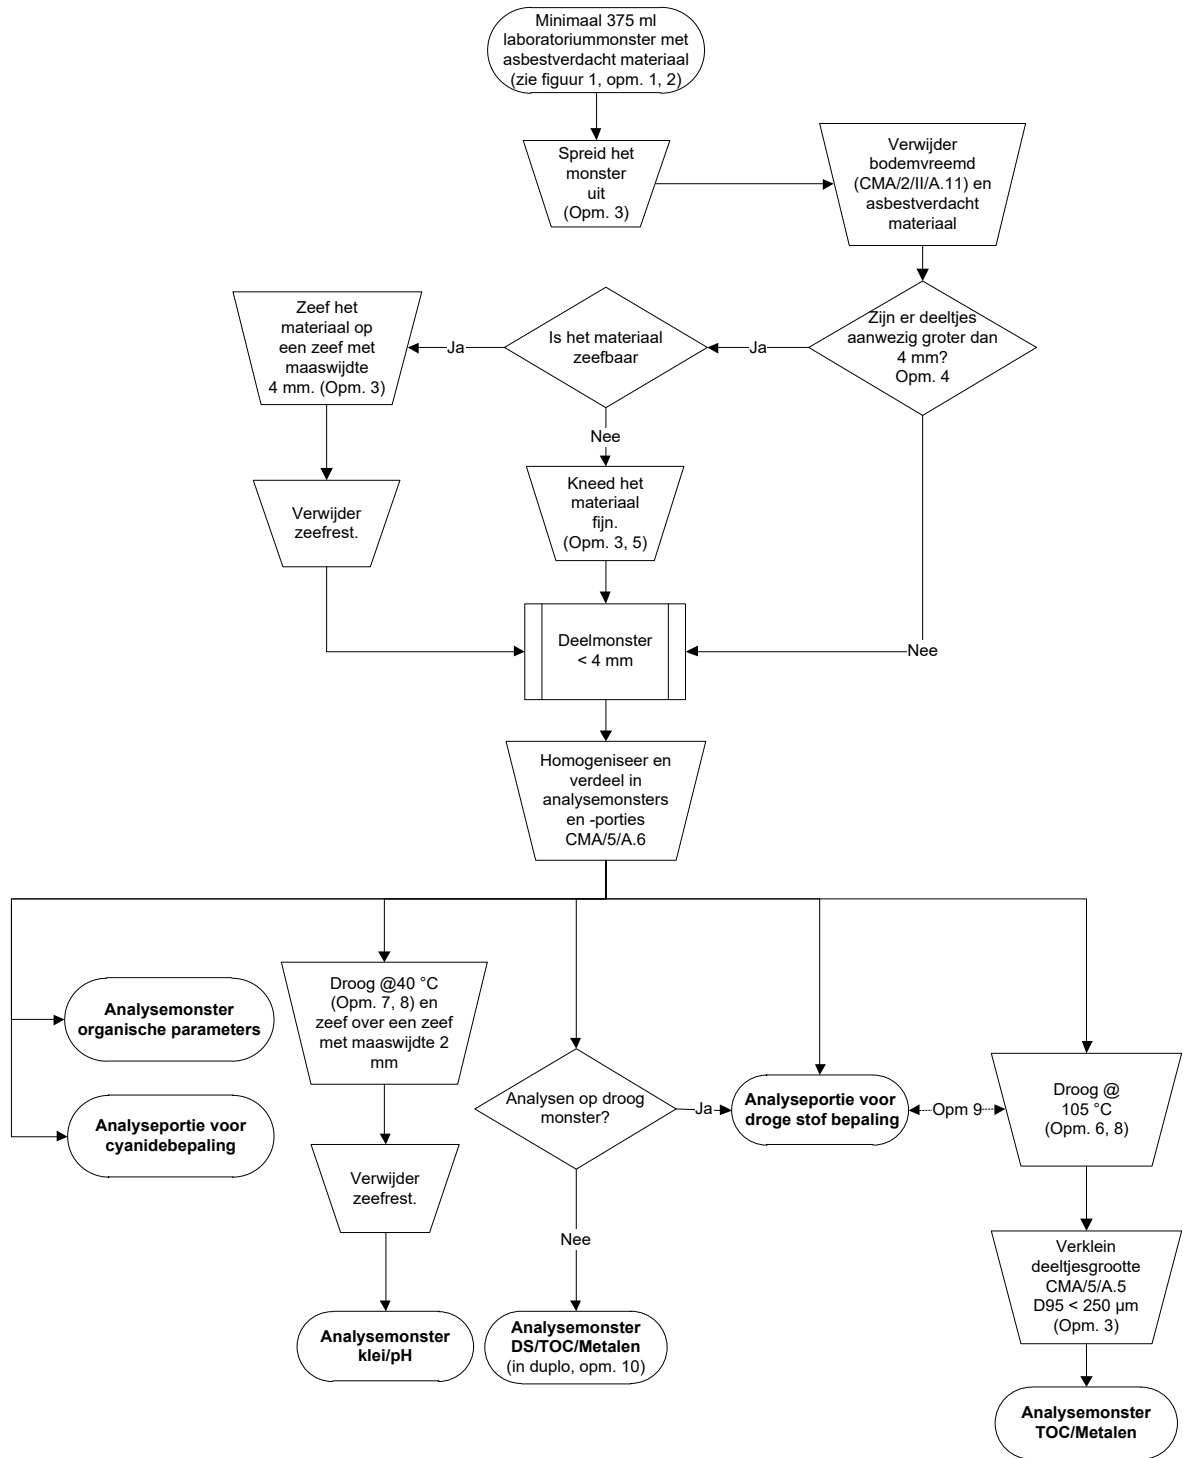 Minimaal 375 ml
laboratoriummonster met
asbestverdacht materiaal
(zie figuur 1, opm. 1, 2)
Spreid het
monster
uit
(Opm. 3)
Verwijder
bodemvreemd
(CMA/2/II/A.11) en
asbestverdacht
materiaal
Zijn er deeltjes
aanwezig groter dan
4 mm?
Opm. 4
Ja
Is het materiaal
zeefbaar
Ja
Zeef het
materiaal op
een zeef met
maaswijdte
4 mm. (Opm. 3)
Nee
Verwijder
zeefrest.
Kneed het
materiaal
fijn.
(Opm. 3, 5)
Nee
Deelmonster
< 4 mm
Homogeniseer en
verdeel in
analysemonsters
en -porties
CMA/5/A.6
Analysemonster
organische parameters
Analyseportie voor
cyanidebepaling
Droog @40 °C
(Opm. 7, 8) en
zeef over een zeef
met maaswijdte 2
mm
Verwijder
zeefrest.
Analysemonster
klei/pH
Analysen op droog
monster?
Ja
Nee
Analysemonster
DS/TOC/Metalen
(in duplo, opm. 10)
Analyseportie voor
droge stof bepaling
Opm 9
Droog @
105 °C
(Opm. 6, 8)
Verklein
deeltjesgrootte
CMA/5/A.5
D95 < 250 µm
(Opm. 3)
Analysemonster
TOC/Metalen